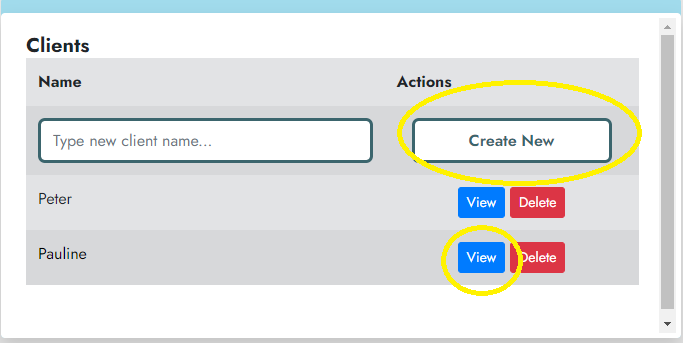 Clients
Name Actions
Type new client name... Create New
Peter View Delete
Pauline View Delete